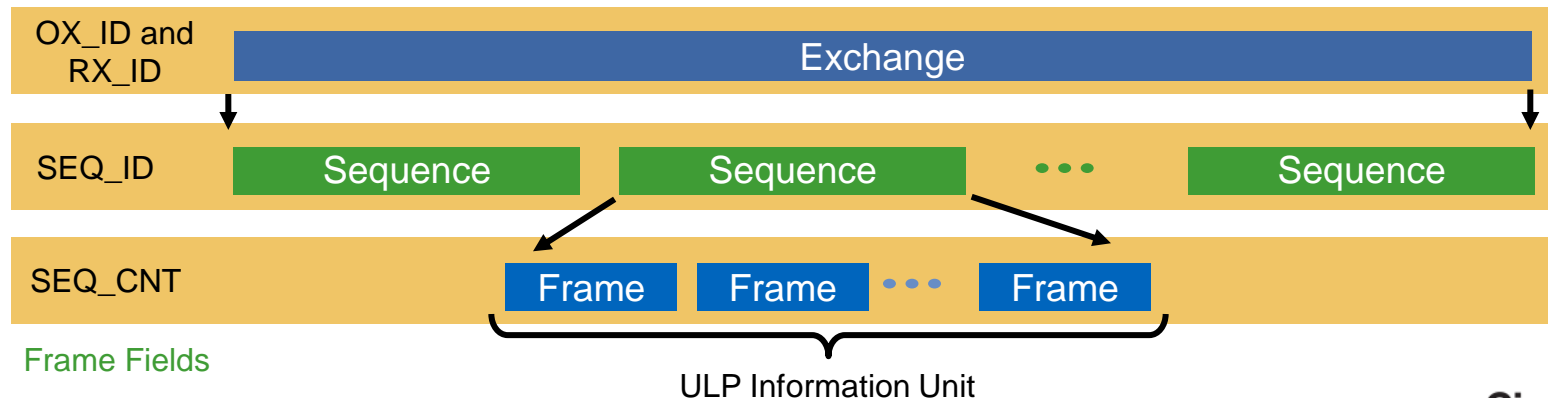 OX_ID and
RX_ID
Exchange
SEQ_ID
Sequence
Sequence
Sequence
SEQ_CNT
Frame
Frame
Frame
Frame Fields
ULP Information Unit